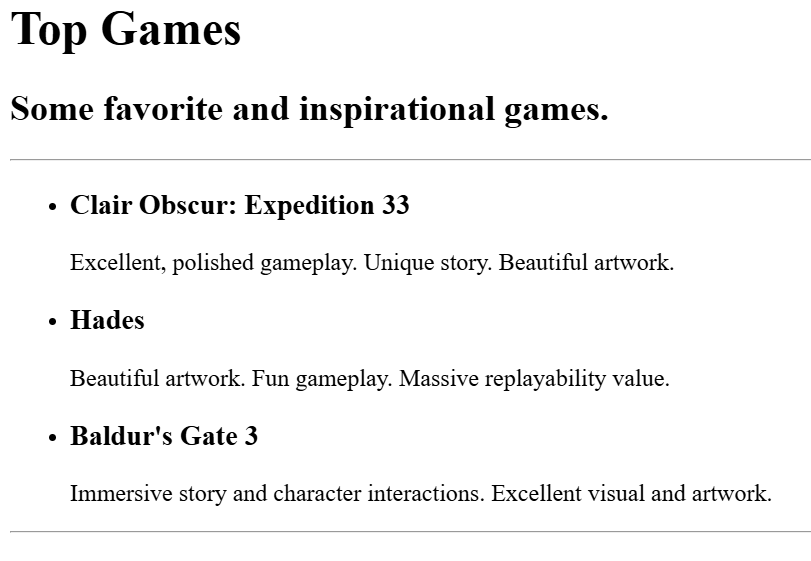 Top Games
Some favorite and inspirational games.
Clair Obscur: Expedition 33
Excellent, polished gameplay. Unique story. Beautiful artwork.
Hades
Beautiful artwork. Fun gameplay. Massive replayability value.
Baldur's Gate 3
Immersive story and character interactions. Excellent visual and artwork.